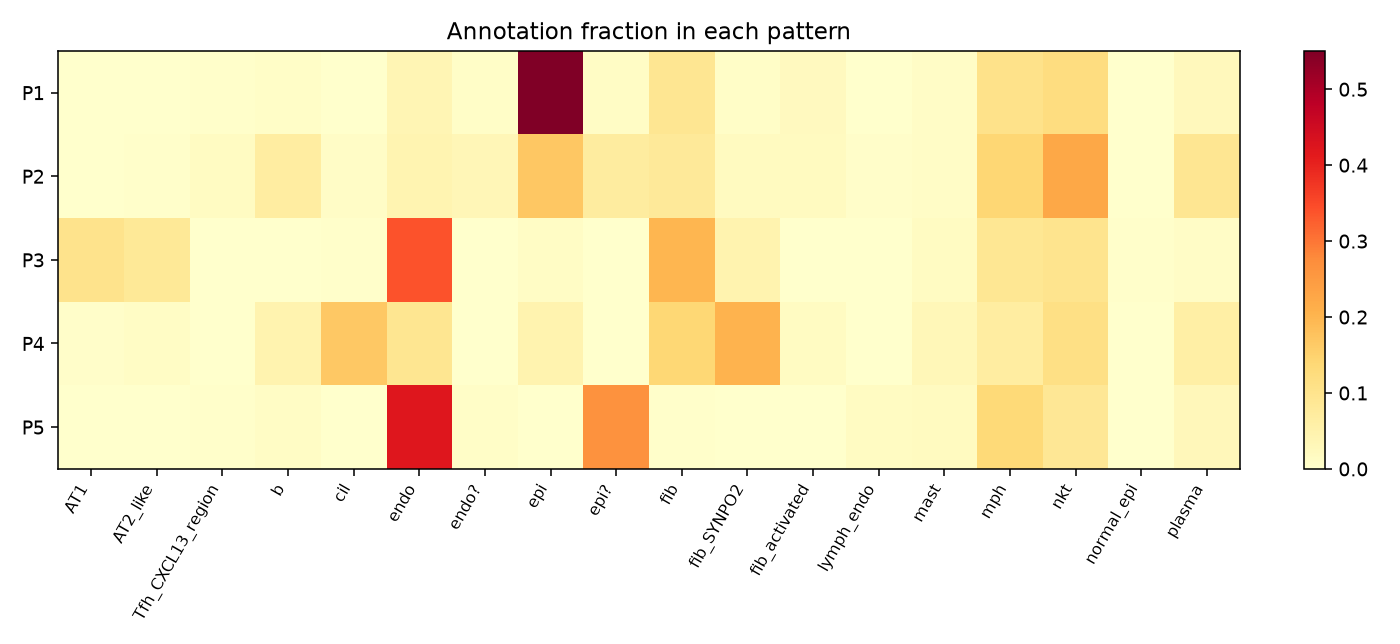 Annotation fraction in each pattern
P1
P2
P3
P4
P5
AT1
AT2_like
Tfh_CXCL13_region
b
cil
endo
endo?
epi
epi?
fib
fib_SYNPO2
fib_activated
lymph_endo
mast
mph
nkt
normal_epi
plasma
0.5
0.4
0.3
0.2
0.1
0.0